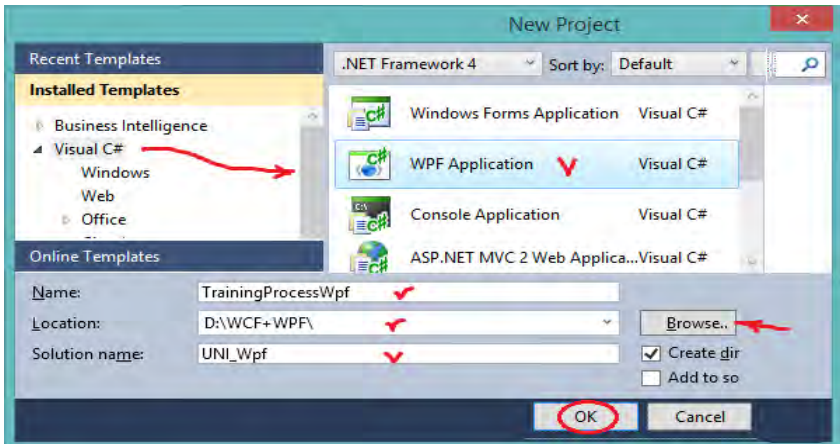 New Project
Recent Templates
.NET Framework 4
Sort by: Default
Installed Templates
Business Intelligence
Visual C#
Windows
Web
Office
Windows Forms Application Visual C#
WPF Application Visual C#
Console Application Visual C#
ASP.NET MVC 2 Web Applica...Visual C#
Online Templates
Name: TrainingProcessWpf
Location: D:\WCF+WPF\
Browse..
Solution name: UNI_Wpf
Create dir
Add to so
OK
Cancel